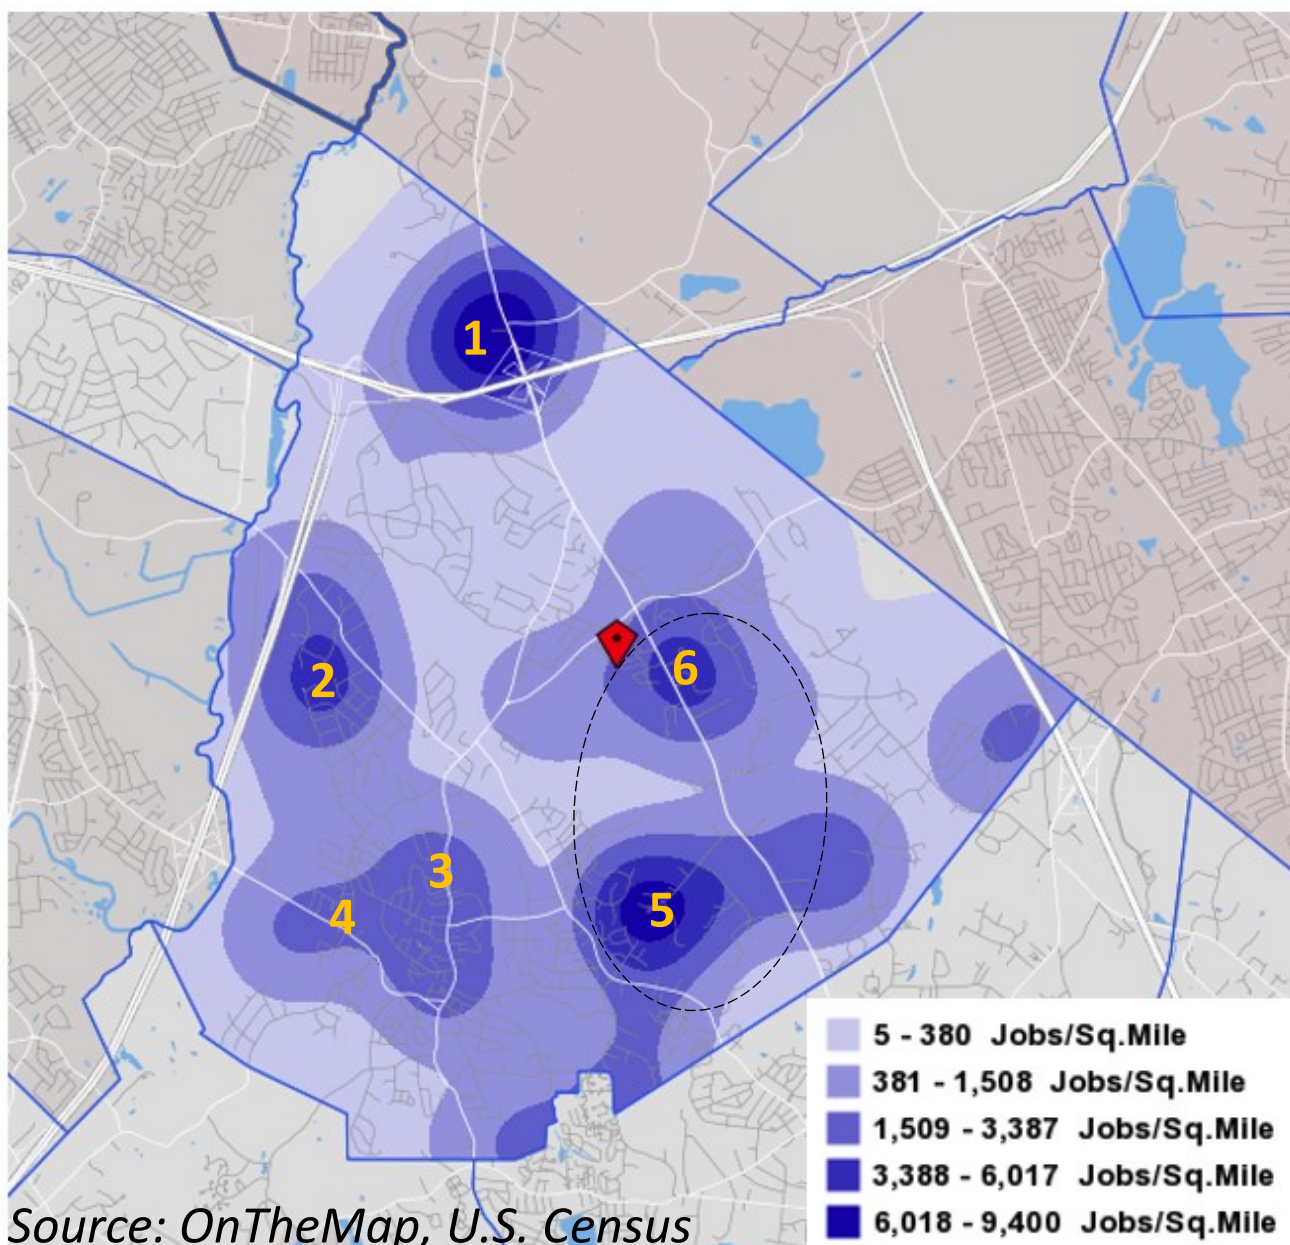 1
2
6
3
4
5
5 - 380 Jobs/Sq.Mile
381 - 1,508 Jobs/Sq.Mile
1,509 - 3,387 Jobs/Sq.Mile
3,388 - 6,017 Jobs/Sq.Mile
6,018 - 9,400 Jobs/Sq.Mile
Source: OnTheMap, U.S. Census